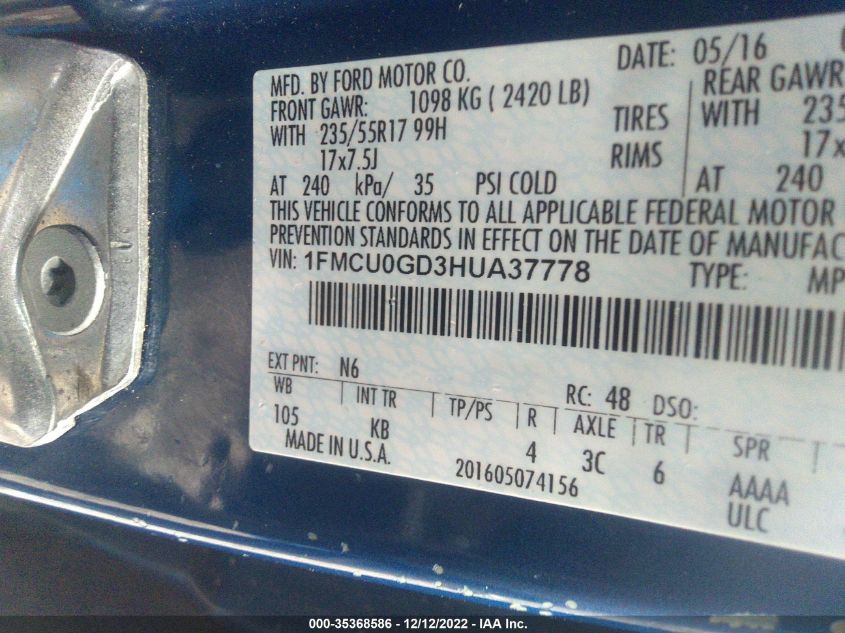 DATE: 05/16
MFD. BY FORD MOTOR CO.
FRONT GAWR: 1098 KG ( 2420 LB) REAR GAWR
WITH 235/55R17 99H TIRES WITH 235
17x7.5J RIMS 17x
AT 240 kPa/ 35 PSI COLD AT 240
THIS VEHICLE CONFORMS TO ALL APPLICABLE FEDERAL MOTOR
PREVENTION STANDARDS IN EFFECT ON THE DATE OF MANUFAC
VIN: 1FMCU0GD3HUA37778 TYPE: MP
EXT PNT: N6 RC: 48 DSO:
WB INT TR TP/PS R AXLE TR SPR
105 KB 4 3C 6 AAAA
MADE IN U.S.A. 201605074156 ULC
000-35368586 - 12/12/2022 - IAA Inc.